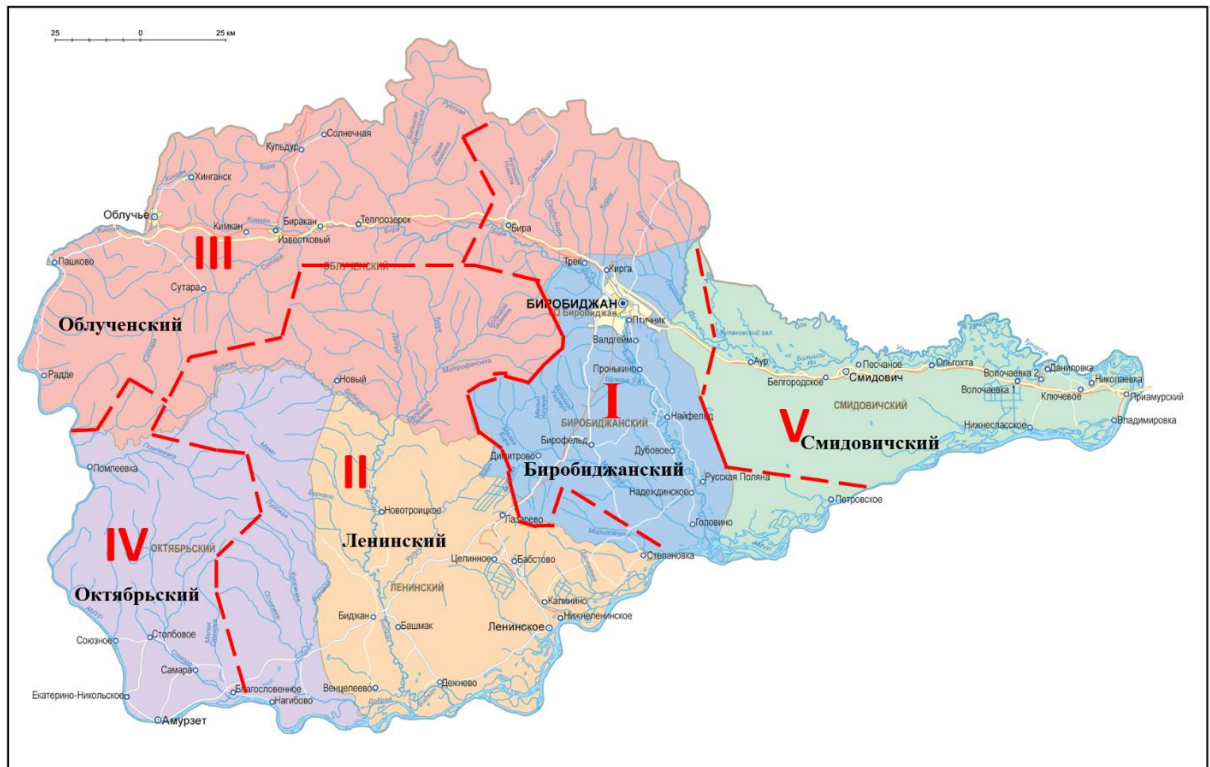 25 0 25 км
Солнечная
Кульдур
Русская
Хинганск
Облучье
Кимкан
Биракан
Теплоозерск
Бира
Известковый
Пашково
III
ОБЛУЧЕНСКИЙ
Трек
Кирга
Сутара
БИРОБИДЖАН
Птичник
Облученский
Валдгейм
Митрофановка
Радде
Новый
Пронькино
Аур
Песчаное
Ольгохта
Белгородское
Смидович
Волочаевка 2
Даниловка
Николаевка
Волочаевка 1
Ключевое
Приамурский
I
БИРОБИДЖАНСКИЙ
Найфельд
V
СМИДОВИЧСКИЙ
Владимировка
Нижнеспасское
Смидовичский
Бирофельд
Димитрово
Дубовое
Помпеевка
II
Биробиджанский
Русская Поляна
Надеждинское
Петровское
Новотроицкое
Лазарево
Головино
IV
ОКТЯБРЬСКИЙ
Ленинский
Степановка
АМУР
Целинное
Бабстово
ЛЕНИНСКИЙ
Октябрьский
Калинино
Биджан
Нижнеленинское
Башмак
Ленинское
Союзное
Столбовое
Самара
Екатерино-Никольское
Благословенное
Нагибово
Венцелеево
Дежнево
Амурзет